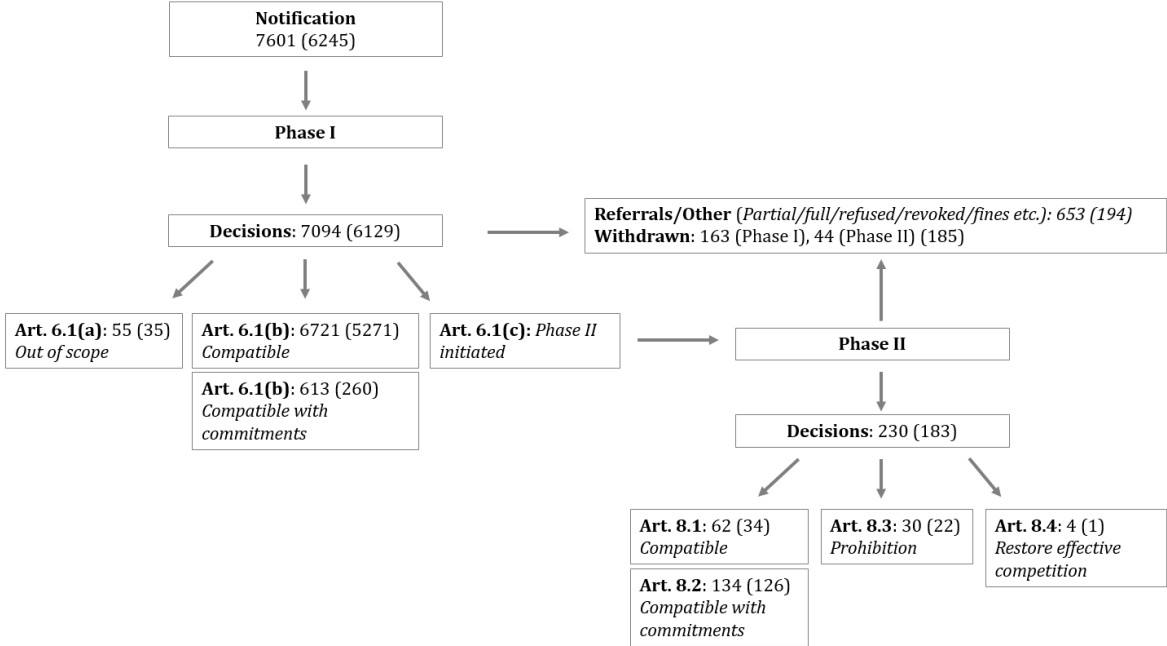 Notification
7601 (6245)
Phase I
Decisions: 7094 (6129)
Referrals/Other (Partial/full/refused/revoked/fines etc.): 653 (194)
Withdrawn: 163 (Phase I), 44 (Phase II) (185)
Art. 6.1(a): 55 (35)
Out of scope
Art. 6.1(b): 6721 (5271)
Compatible
Art. 6.1(b): 613 (260)
Compatible with
commitments
Art. 6.1(c): Phase II
initiated
Phase II
Decisions: 230 (183)
Art. 8.1: 62 (34)
Compatible
Art. 8.2: 134 (126)
Compatible with
commitments
Art. 8.3: 30 (22)
Prohibition
Art. 8.4: 4 (1)
Restore effective
competition